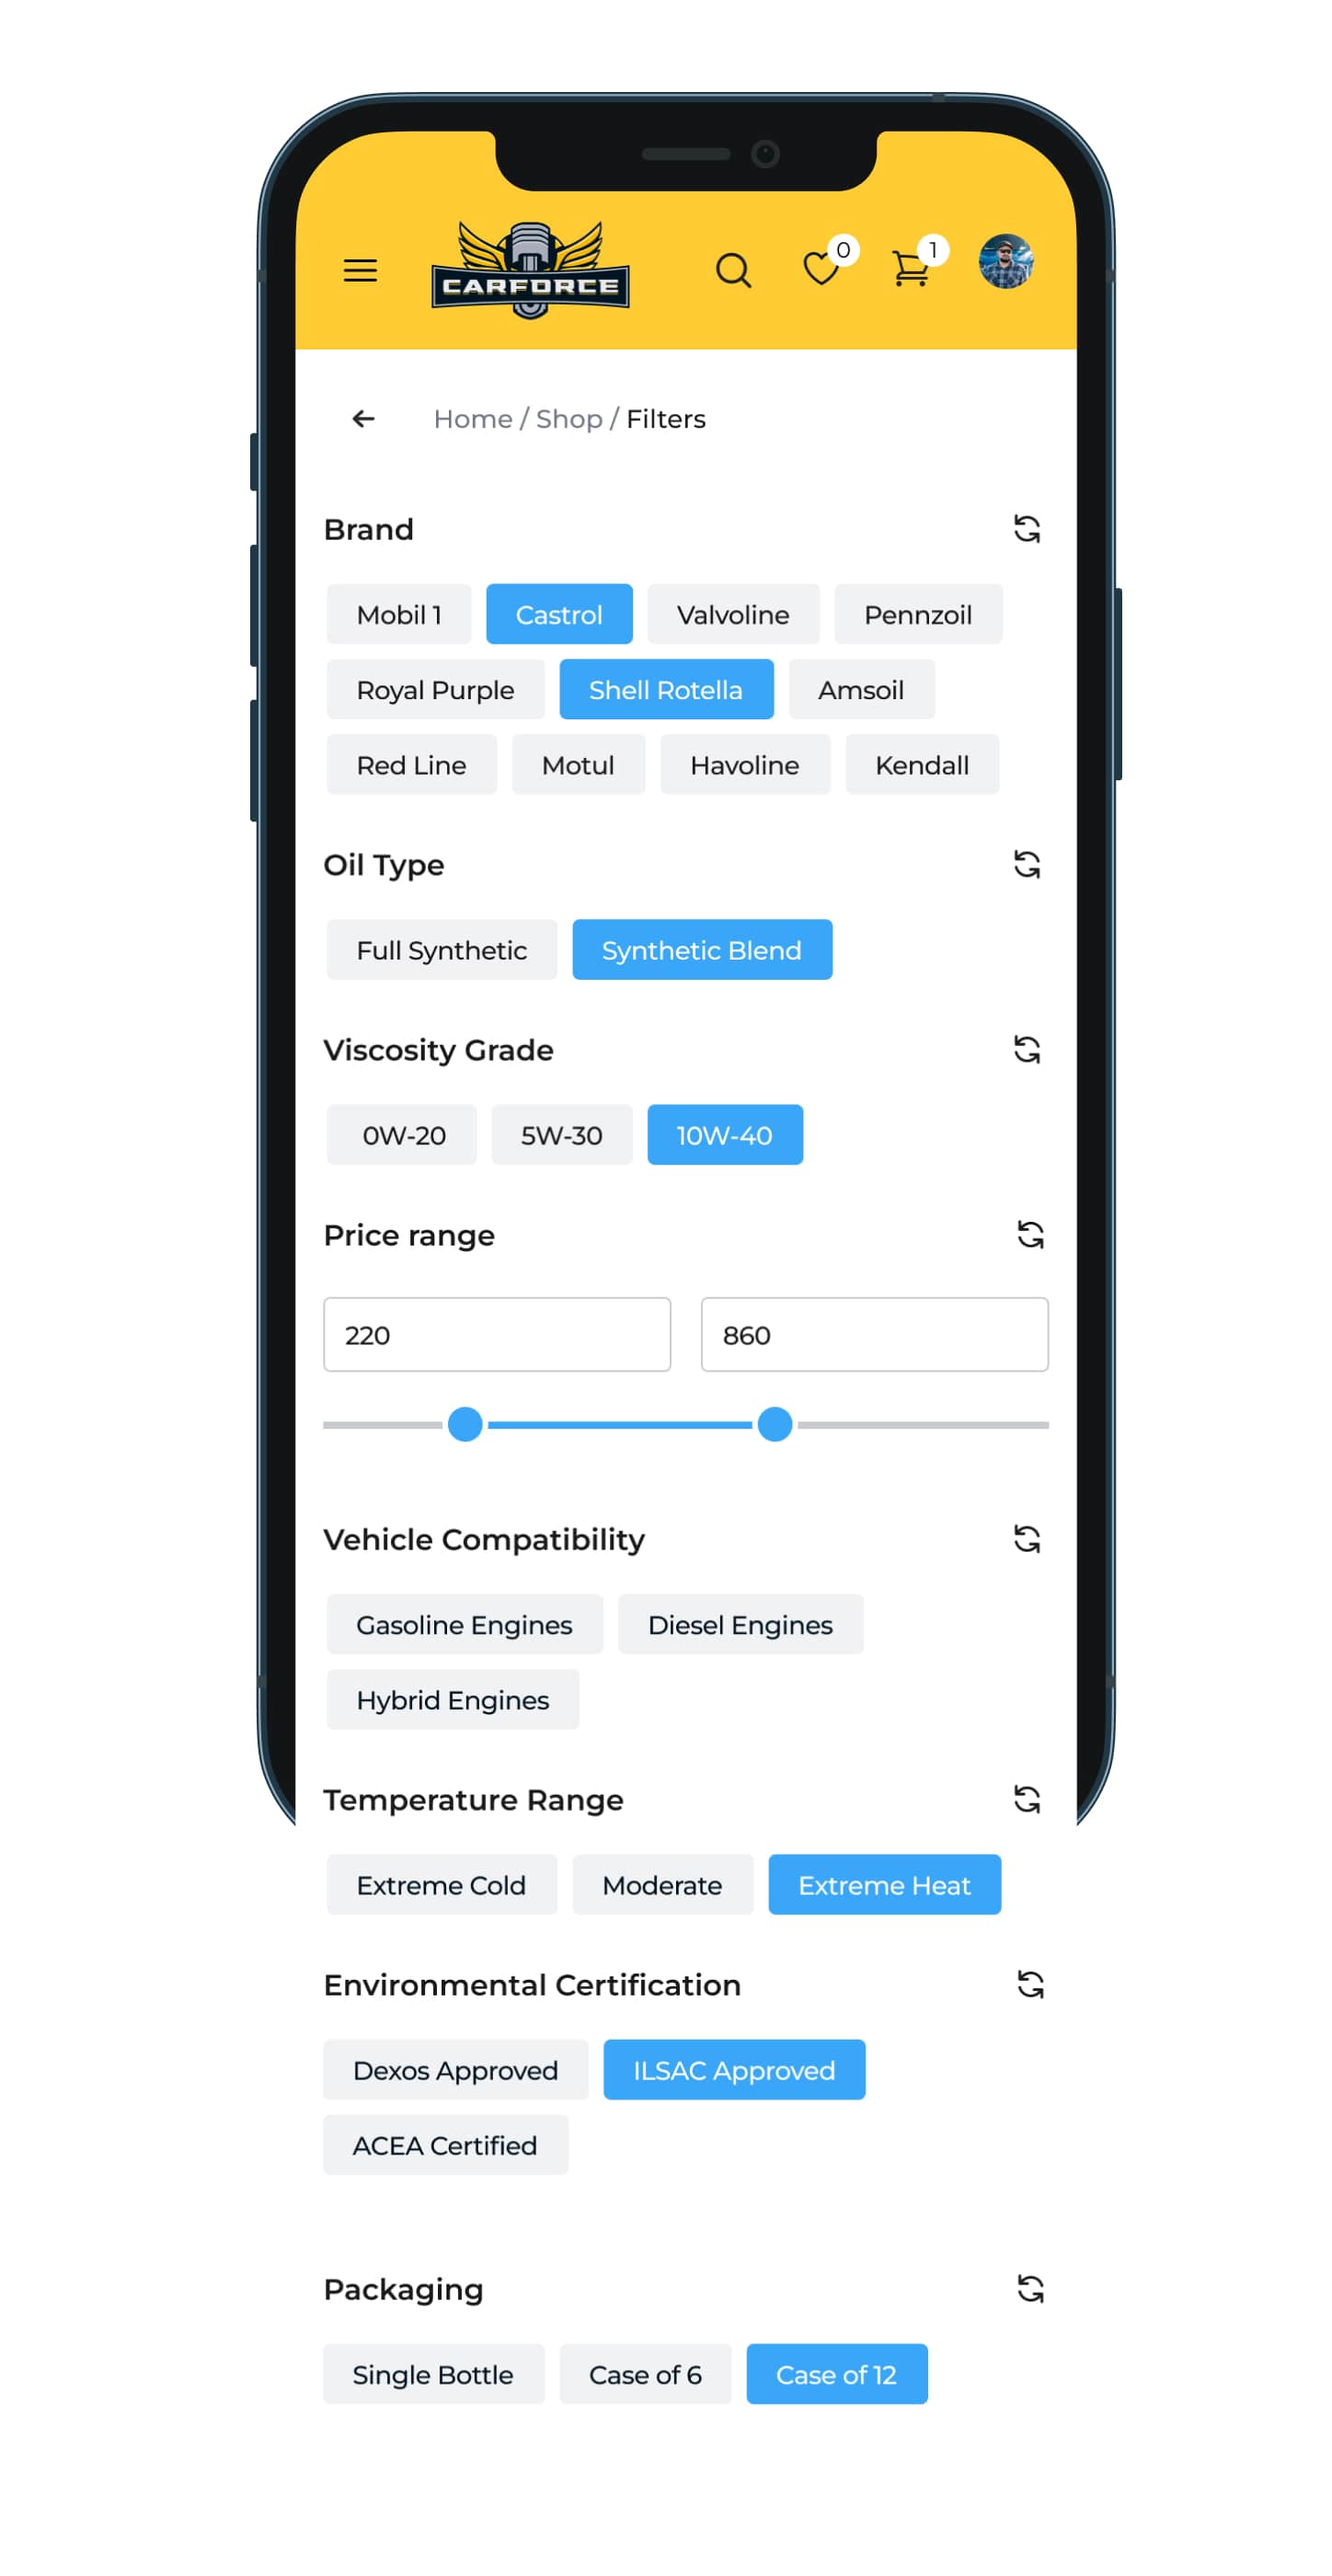 CARFORCE
0
1
Home / Shop / Filters
Brand
Mobil 1 Castrol Valvoline Pennzoil
Royal Purple Shell Rotella Amsoil
Red Line Motul Havoline Kendall
Oil Type
Full Synthetic Synthetic Blend
Viscosity Grade
0W-20 5W-30 10W-40
Price range
220 860
Vehicle Compatibility
Gasoline Engines Diesel Engines
Hybrid Engines
Temperature Range
Extreme Cold Moderate Extreme Heat
Environmental Certification
Dexos Approved ILSAC Approved
ACEA Certified
Packaging
Single Bottle Case of 6 Case of 12